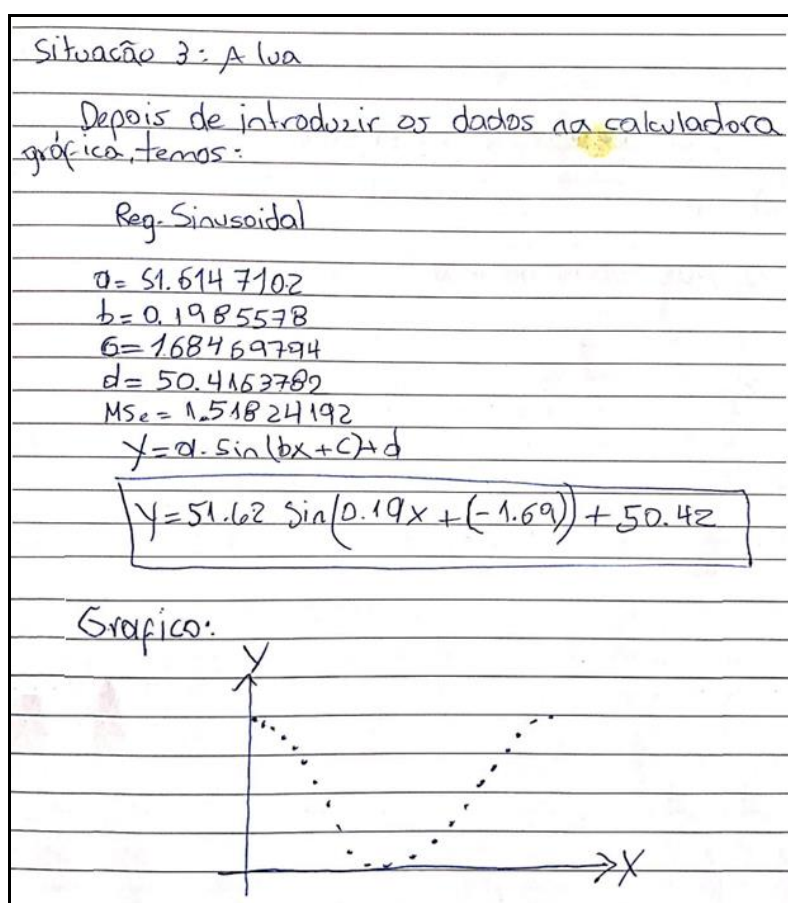 Situação 3: A lua
Depois de introduzir os dados na calculadora
gráfica, temos:
Reg. Sinusoidal
a= 51.6147102
b= 0.1985578
c= 1.68469794
d= 50.4163782
MSe = 1.51824192
y=a. sin(bx+c)+d
y=51.62 sin(0.19x + (-1.69)) + 50.42
Grafico:
Y
X